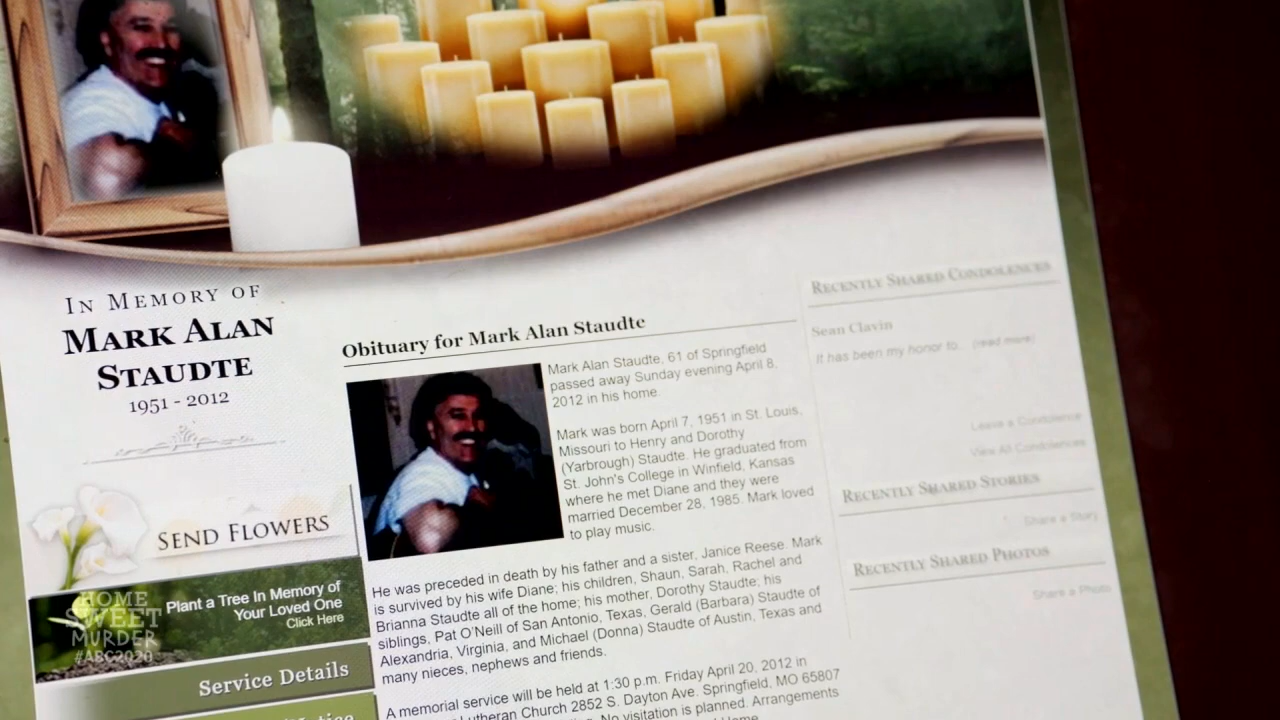 IN MEMORY OF
MARK ALAN
STAUDTE
1951 - 2012
SEND FLOWERS
Plant a Tree In Memory of
Your Loved One
Click Here
HOME
SWEET
MURDER
#ABC2020
Service Details
Obituary for Mark Alan Staudte
Mark Alan Staudte, 61 of Springfield
passed away Sunday evening April 8,
2012 in his home.
Mark was born April 7, 1951 in St. Louis,
Missouri to Henry and Dorothy
(Yarbrough) Staudte. He graduated from
St. John's College in Winfield, Kansas
where he met Diane and they were
married December 28, 1985. Mark loved
to play music.
He was preceded in death by his father and a sister, Janice Reese. Mark
is survived by his wife Diane; his children, Shaun, Sarah, Rachel and
Brianna Staudte all of the home; his mother, Dorothy Staudte; his
siblings, Pat O'Neill of San Antonio, Texas, Gerald (Barbara) Staudte of
Alexandria, Virginia, and Michael (Donna) Staudte of Austin, Texas and
many nieces, nephews and friends.
A memorial service will be held at 1:30 p.m. Friday April 20, 2012 in
Lutheran Church 2852 S. Dayton Ave. Springfield, MO 65807
No visitation is planned. Arrangements
RECENTLY SHARED CONDOLENCES
Sean Clavin
It has been my honor to... (read more)
Leave a Condolence
View All Condolences
RECENTLY SHARED STORIES
Share a Story
RECENTLY SHARED PHOTOS
Share a Photo